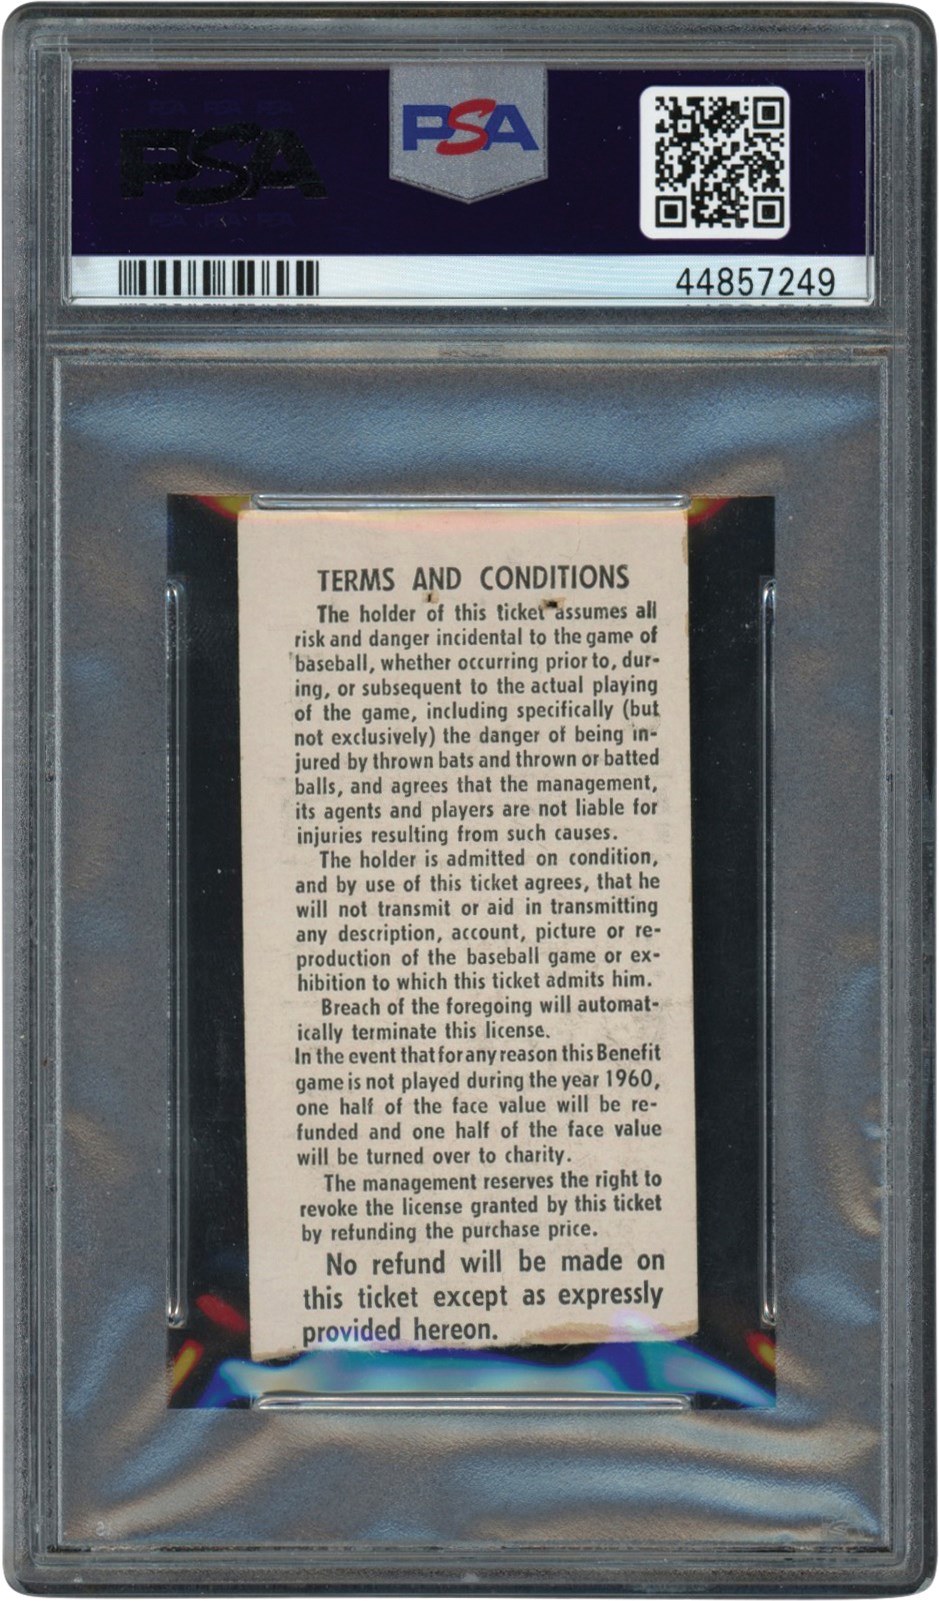 PSA
PSA
44857249
TERMS AND CONDITIONS
The holder of this ticket assumes all
risk and danger incidental to the game of
baseball, whether occurring prior to, dur-
ing, or subsequent to the actual playing
of the game, including specifically (but
not exclusively) the danger of being in-
jured by thrown bats and thrown or batted
balls, and agrees that the management,
its agents and players are not liable for
injuries resulting from such causes.
The holder is admitted on condition,
and by use of this ticket agrees, that he
will not transmit or aid in transmitting
any description, account, picture or re-
production of the baseball game or ex-
hibition to which this ticket admits him.
Breach of the foregoing will automat-
ically terminate this license.
In the event that for any reason this Benefit
game is not played during the year 1960,
one half of the face value will be re-
funded and one half of the face value
will be turned over to charity.
The management reserves the right to
revoke the license granted by this ticket
by refunding the purchase price.
No refund will be made on
this ticket except as expressly
provided hereon.